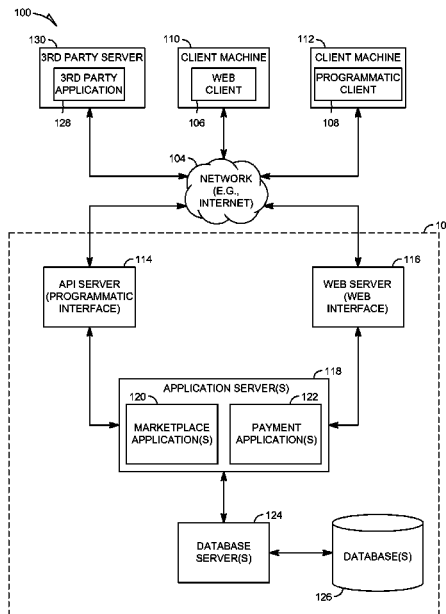 100
130
110
112
3RD PARTY SERVER
CLIENT MACHINE
CLIENT MACHINE
3RD PARTY
APPLICATION
WEB
CLIENT
PROGRAMMATIC
CLIENT
128
106
108
104
NETWORK
(E.G.,
INTERNET)
10
114
116
API SERVER
(PROGRAMMATIC
INTERFACE)
WEB SERVER
(WEB
INTERFACE)
118
APPLICATION SERVER(S)
120
122
MARKETPLACE
APPLICATION(S)
PAYMENT
APPLICATION(S)
124
DATABASE
SERVER(S)
DATABASE(S)
126